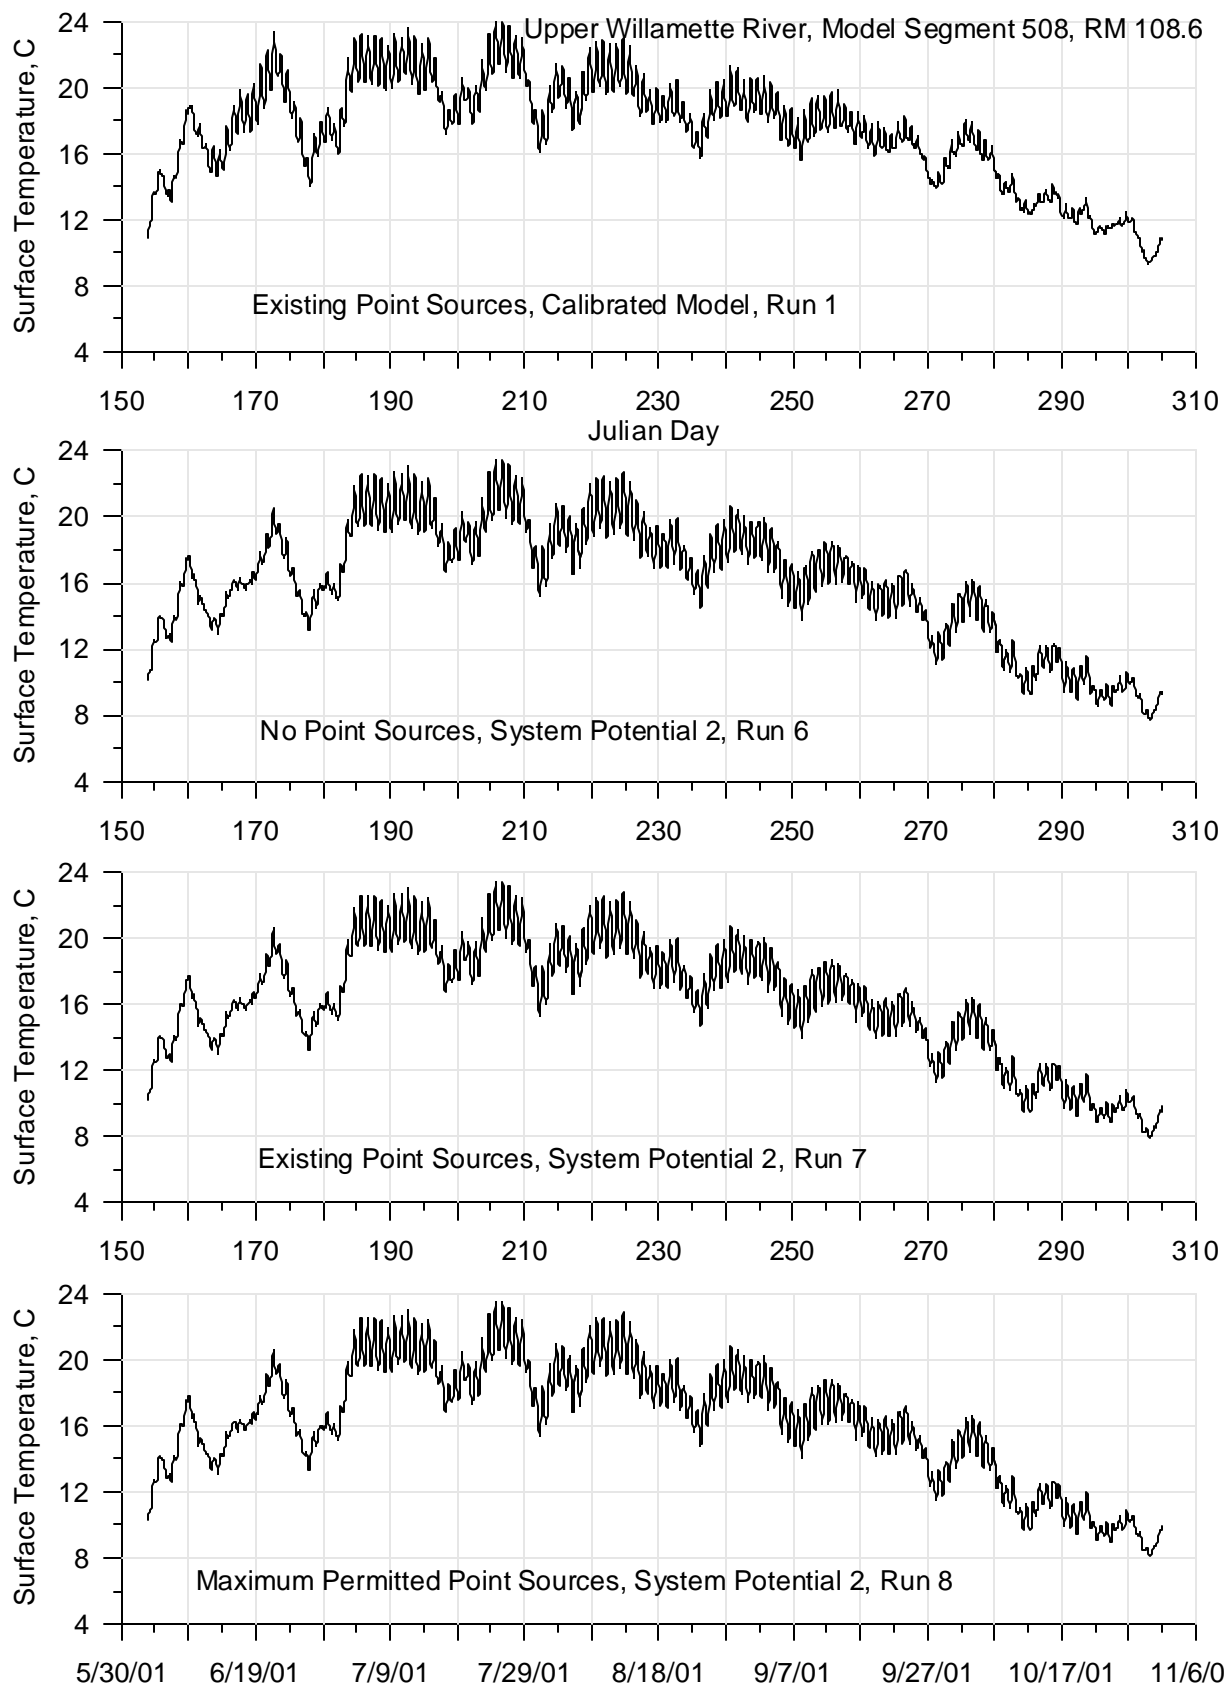 Upper Willamette River, Model Segment 508, RM 108.6
Surface Temperature, C
24
20
16
12
8
4
Existing Point Sources, Calibrated Model, Run 1
150 170 190 210 230 250 270 290 310
Julian Day
Surface Temperature, C
24
20
16
12
8
4
No Point Sources, System Potential 2, Run 6
150 170 190 210 230 250 270 290 310
Surface Temperature, C
24
20
16
12
8
4
Existing Point Sources, System Potential 2, Run 7
150 170 190 210 230 250 270 290 310
Surface Temperature, C
24
20
16
12
8
4
Maximum Permitted Point Sources, System Potential 2, Run 8
5/30/01 6/19/01 7/9/01 7/29/01 8/18/01 9/7/01 9/27/01 10/17/01 11/6/0